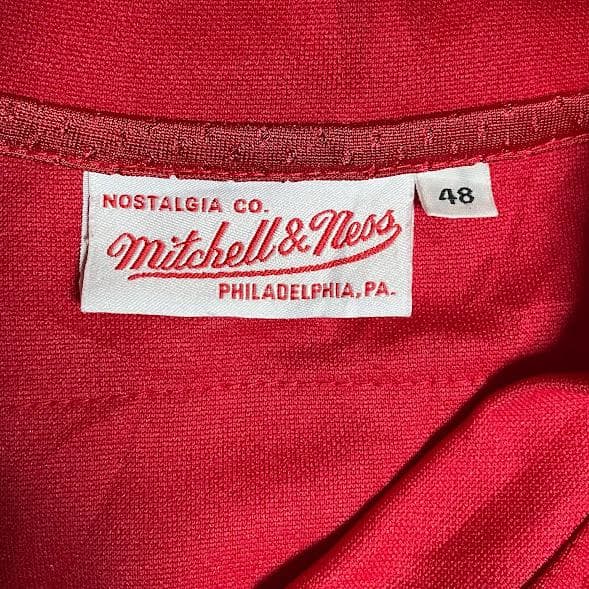 NOSTALGIA CO.
Mitchell & Ness
PHILADELPHIA, PA.
48